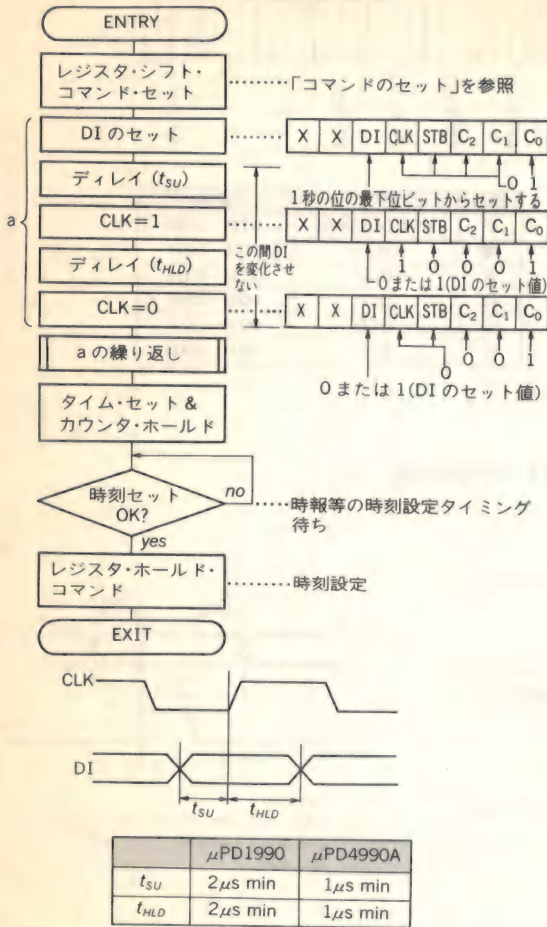 ENTRY
レジスタ・シフト・
コマンド・セット
「コマンドのセット」を参照
a
DIのセット
X X DI CLK STB C₂ C₁ C₀
0 1
1秒の位の最下位ビットからセットする
ディレイ (tSU)
CLK=1
X X DI CLK STB C₂ C₁ C₀
1 0 0 0 1
0または1(DIのセット値)
この間DI
を変化させ
ない
ディレイ (tHLD)
CLK=0
X X DI CLK STB C₂ C₁ C₀
0 0 0 1
0または1(DIのセット値)
aの繰り返し
タイム・セット&
カウンタ・ホールド
時刻セット
OK?
no
時報等の時刻設定タイミング
待ち
yes
レジスタ・ホールド・
コマンド
時刻設定
EXIT
CLK
DI
tSU tHLD
μPD1990 μPD4990A
tSU 2μs min 1μs min
tHLD 2μs min 1μs min